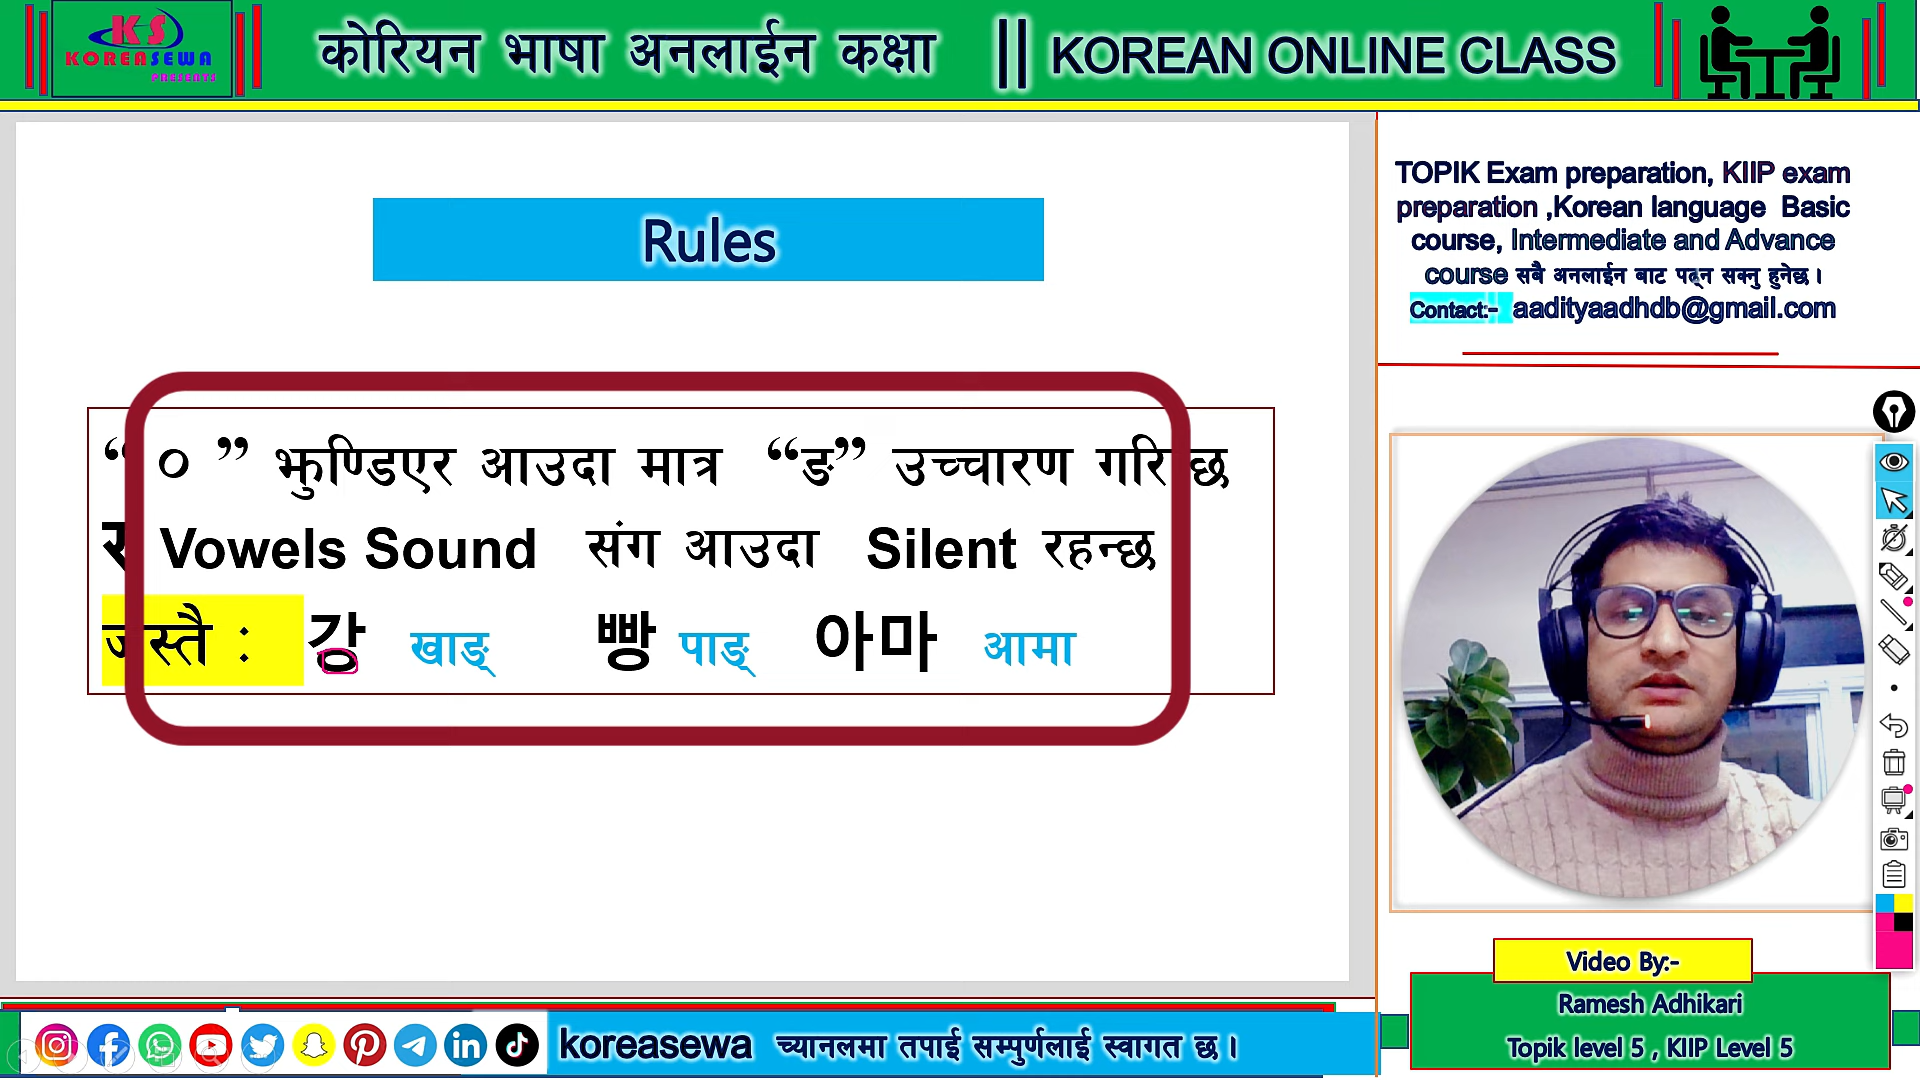 KS
KOREASEWA
PRESENTS
कोरियन भाषा अनलाईन कक्षा || KOREAN ONLINE CLASS
TOPIK Exam preparation, KIIP exam
preparation ,Korean language Basic
course, Intermediate and Advance
course सबै अनलाईन बाट पढ्न सक्नु हुनेछ ।
Contact:- aadityaadhdb@gmail.com
Rules
“ ० ” झुण्डिएर आउदा मात्र “ङ” उच्चारण गरिन्छ
र Vowels Sound संग आउदा Silent रहन्छ
जस्तै : 강 खाङ् 빵 पाङ् 아마 आमा
Video By:-
Ramesh Adhikari
Topik level 5 , KIIP Level 5
koreasewa च्यानलमा तपाई सम्पुर्णलाई स्वागत छ ।